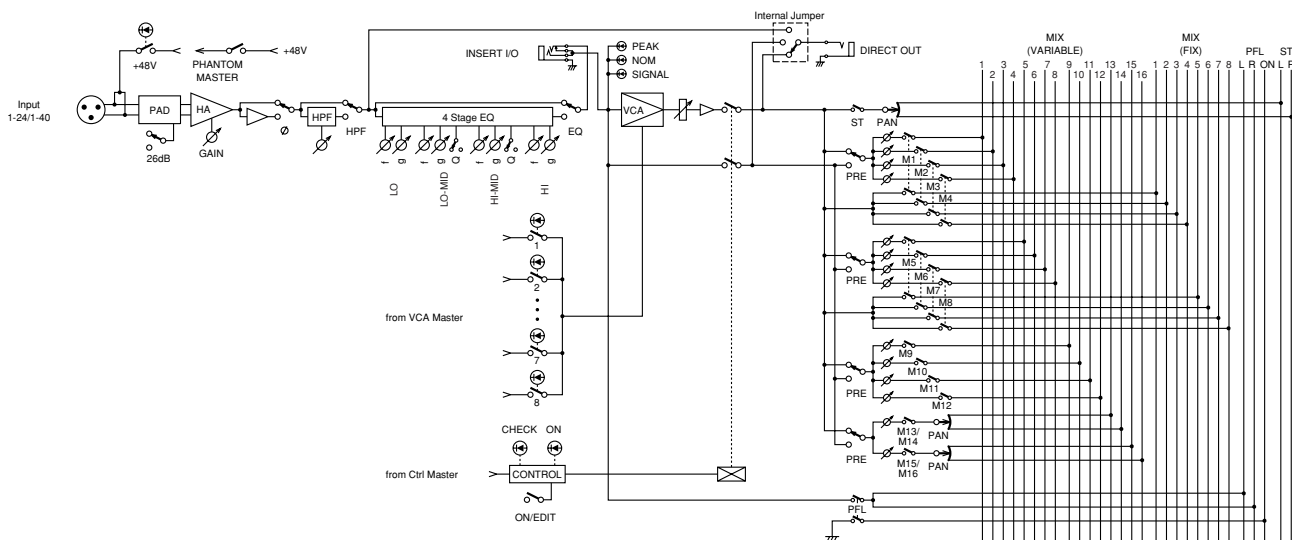 Internal Jumper
MIX
(VARIABLE)
MIX
(FIX)
PFL
ST
L R ON L R
1 2 3 4 5 6 7 8 9 10 11 12 13 14 15 16 1 2 3 4 5 6 7 8
+48V
PHANTOM
MASTER
+48V
INSERT I/O
PEAK
NOM
SIGNAL
DIRECT OUT
Input
1-24/1-40
PAD
HA
HPF
HPF
4 Stage EQ
EQ
VCA
26dB
GAIN
Ø
f g f g Q f g Q f g
LO
LO-MID
HI-MID
HI
ST
PAN
PRE
M1
M2
M3
M4
1
2
from VCA Master
7
8
PRE
M5
M6
M7
M8
PRE
M9
M10
M11
M12
PRE
M13/
M14
PAN
M15/
M16
PAN
CHECK ON
from Ctrl Master
CONTROL
ON/EDIT
PFL